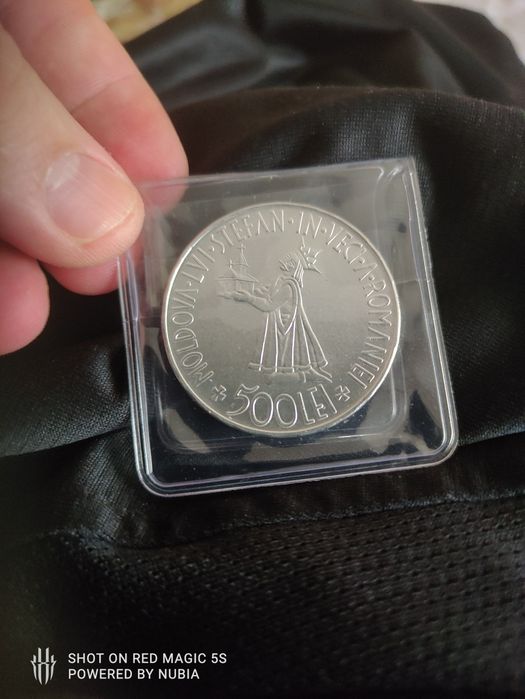 MOLDOVA·LVI·STEFAN·IN·VECI·A·ROMANIEI
500 LEI
SHOT ON RED MAGIC 5S
POWERED BY NUBIA